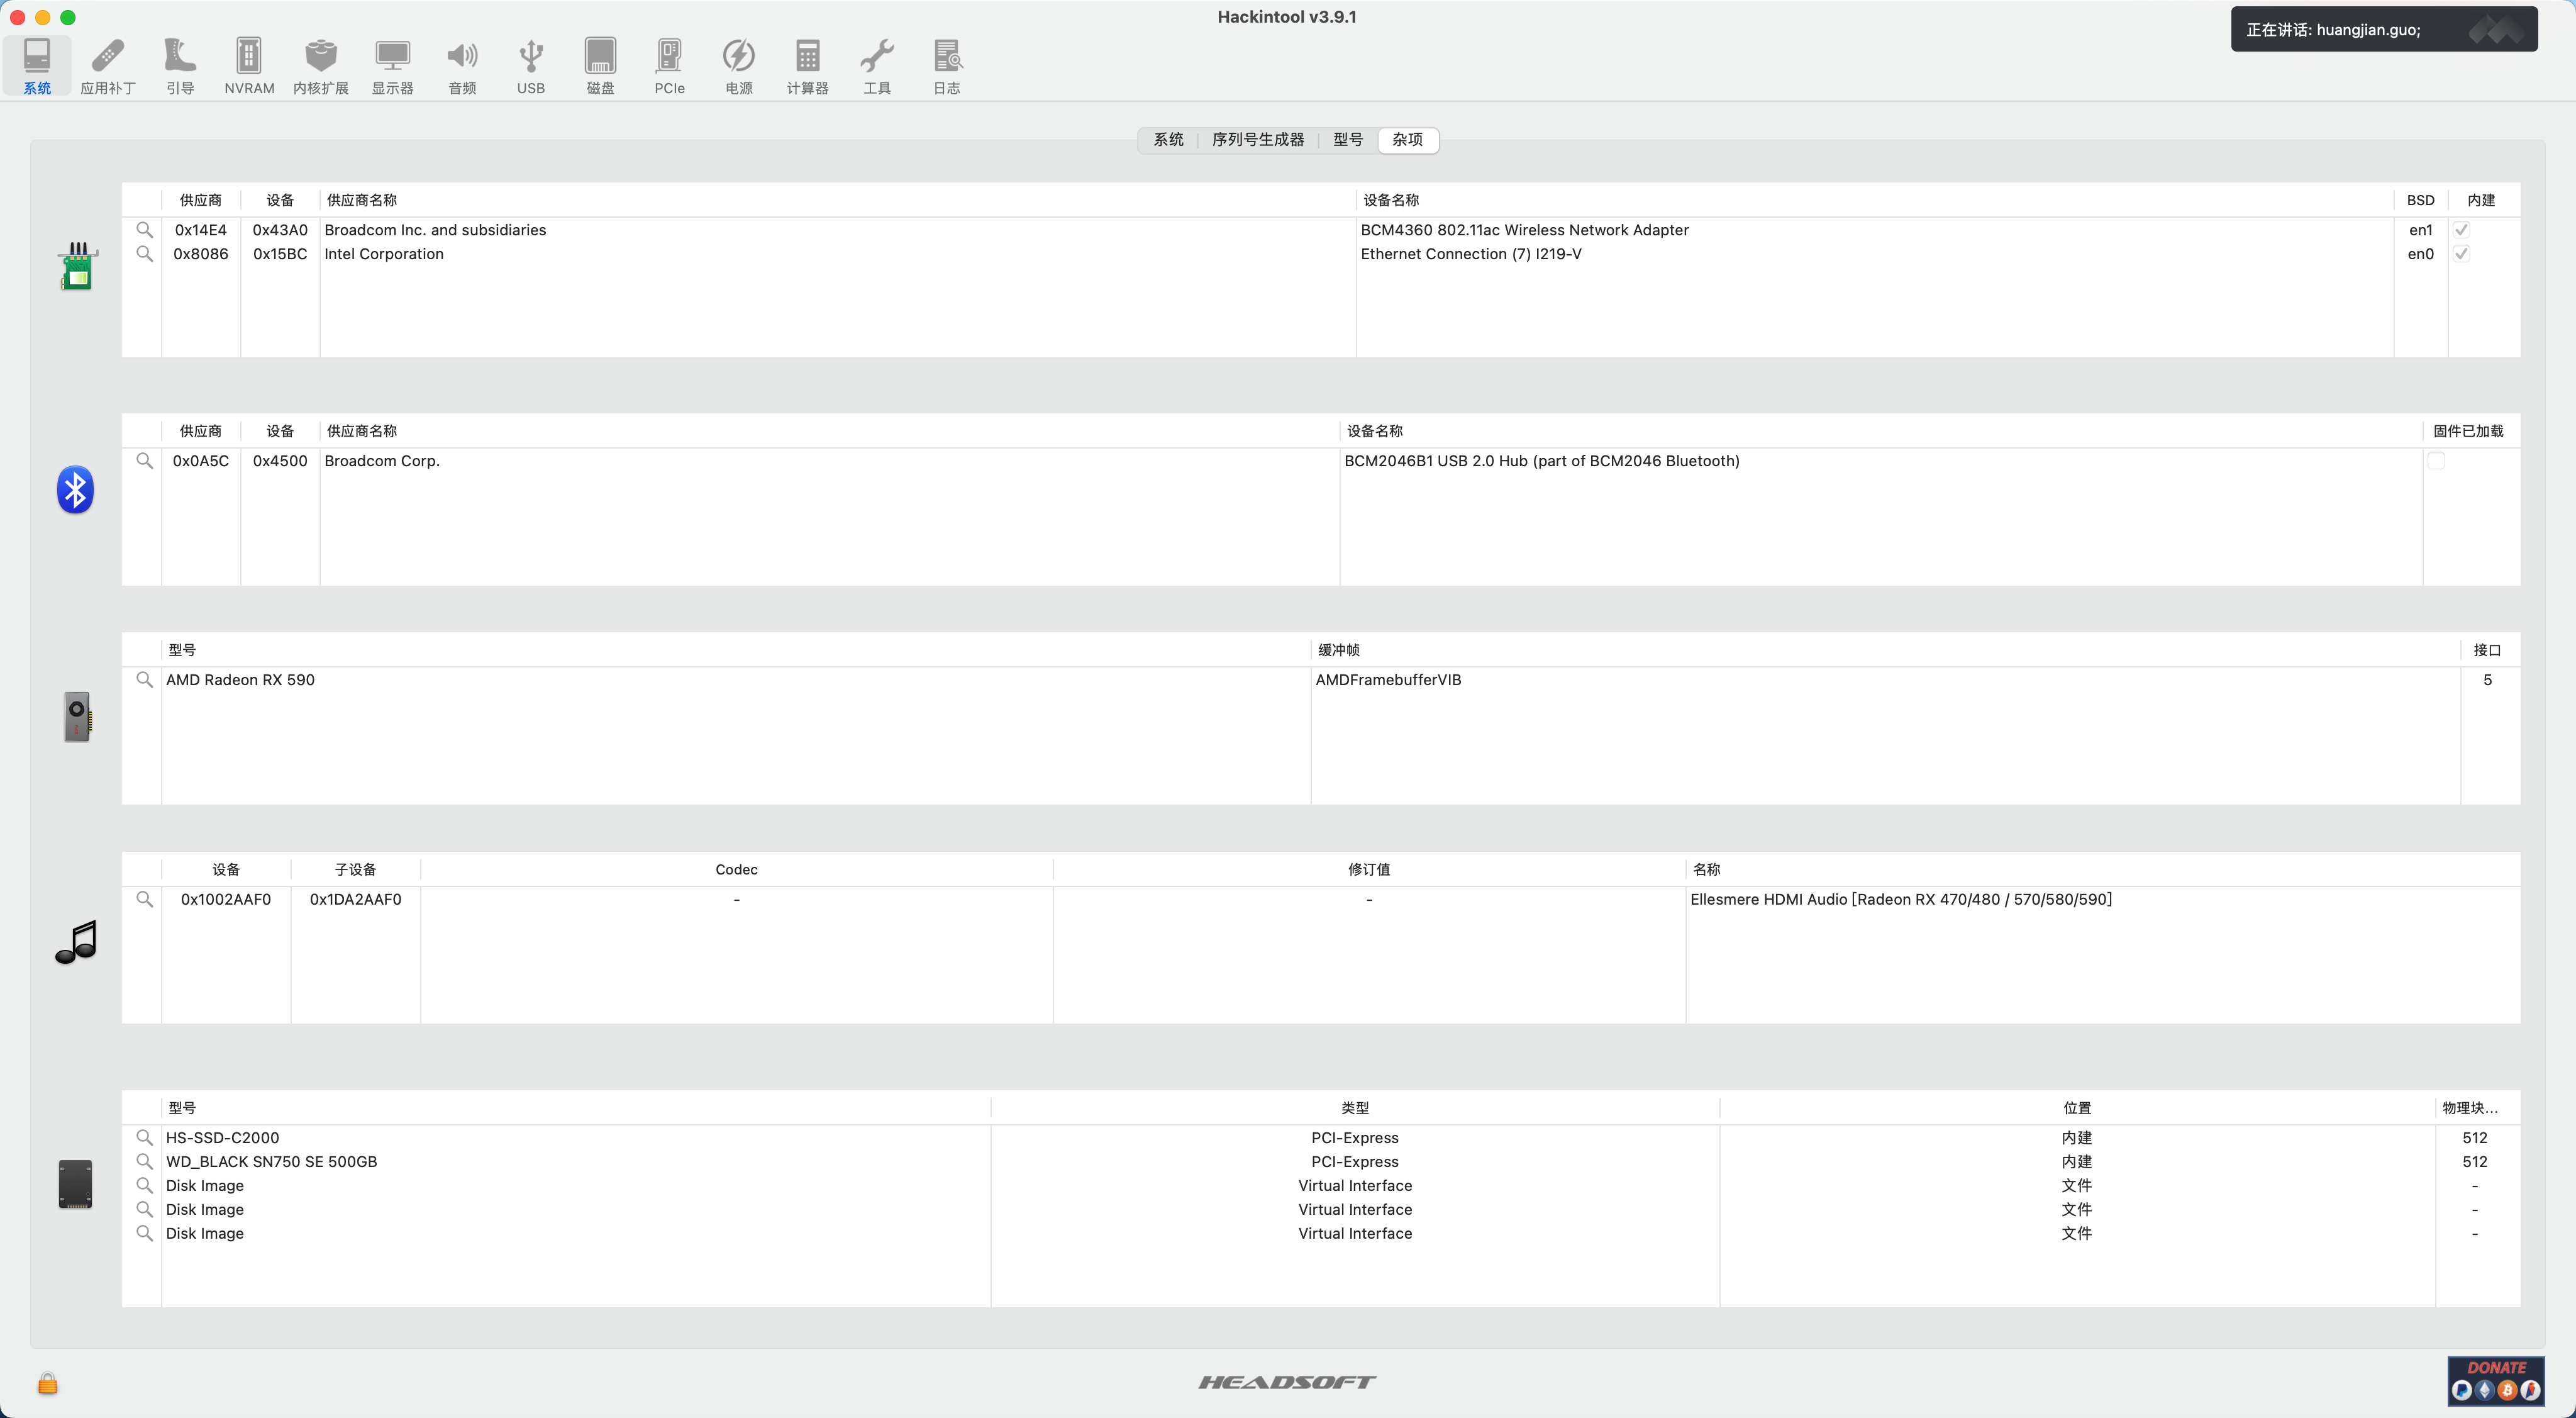 Hackintool v3.9.1
正在讲话: huangjian.guo;
系统 应用补丁 引导 NVRAM 内核扩展 显示器 音频 USB 磁盘 PCIe 电源 计算器 工具 日志
系统 序列号生成器 型号 杂项
供应商 设备 供应商名称 设备名称 BSD 内建
0x14E4 0x43A0 Broadcom Inc. and subsidiaries BCM4360 802.11ac Wireless Network Adapter en1
0x8086 0x15BC Intel Corporation Ethernet Connection (7) I219-V en0
供应商 设备 供应商名称 设备名称 固件已加载
0x0A5C 0x4500 Broadcom Corp. BCM2046B1 USB 2.0 Hub (part of BCM2046 Bluetooth)
型号 缓冲帧 接口
AMD Radeon RX 590 AMDFramebufferVIB 5
设备 子设备 Codec 修订值 名称
0x1002AAF0 0x1DA2AAF0 - - Ellesmere HDMI Audio [Radeon RX 470/480 / 570/580/590]
型号 类型 位置 物理块...
HS-SSD-C2000 PCI-Express 内建 512
WD_BLACK SN750 SE 500GB PCI-Express 内建 512
Disk Image Virtual Interface 文件 -
Disk Image Virtual Interface 文件 -
Disk Image Virtual Interface 文件 -
HEADSOFT
DONATE